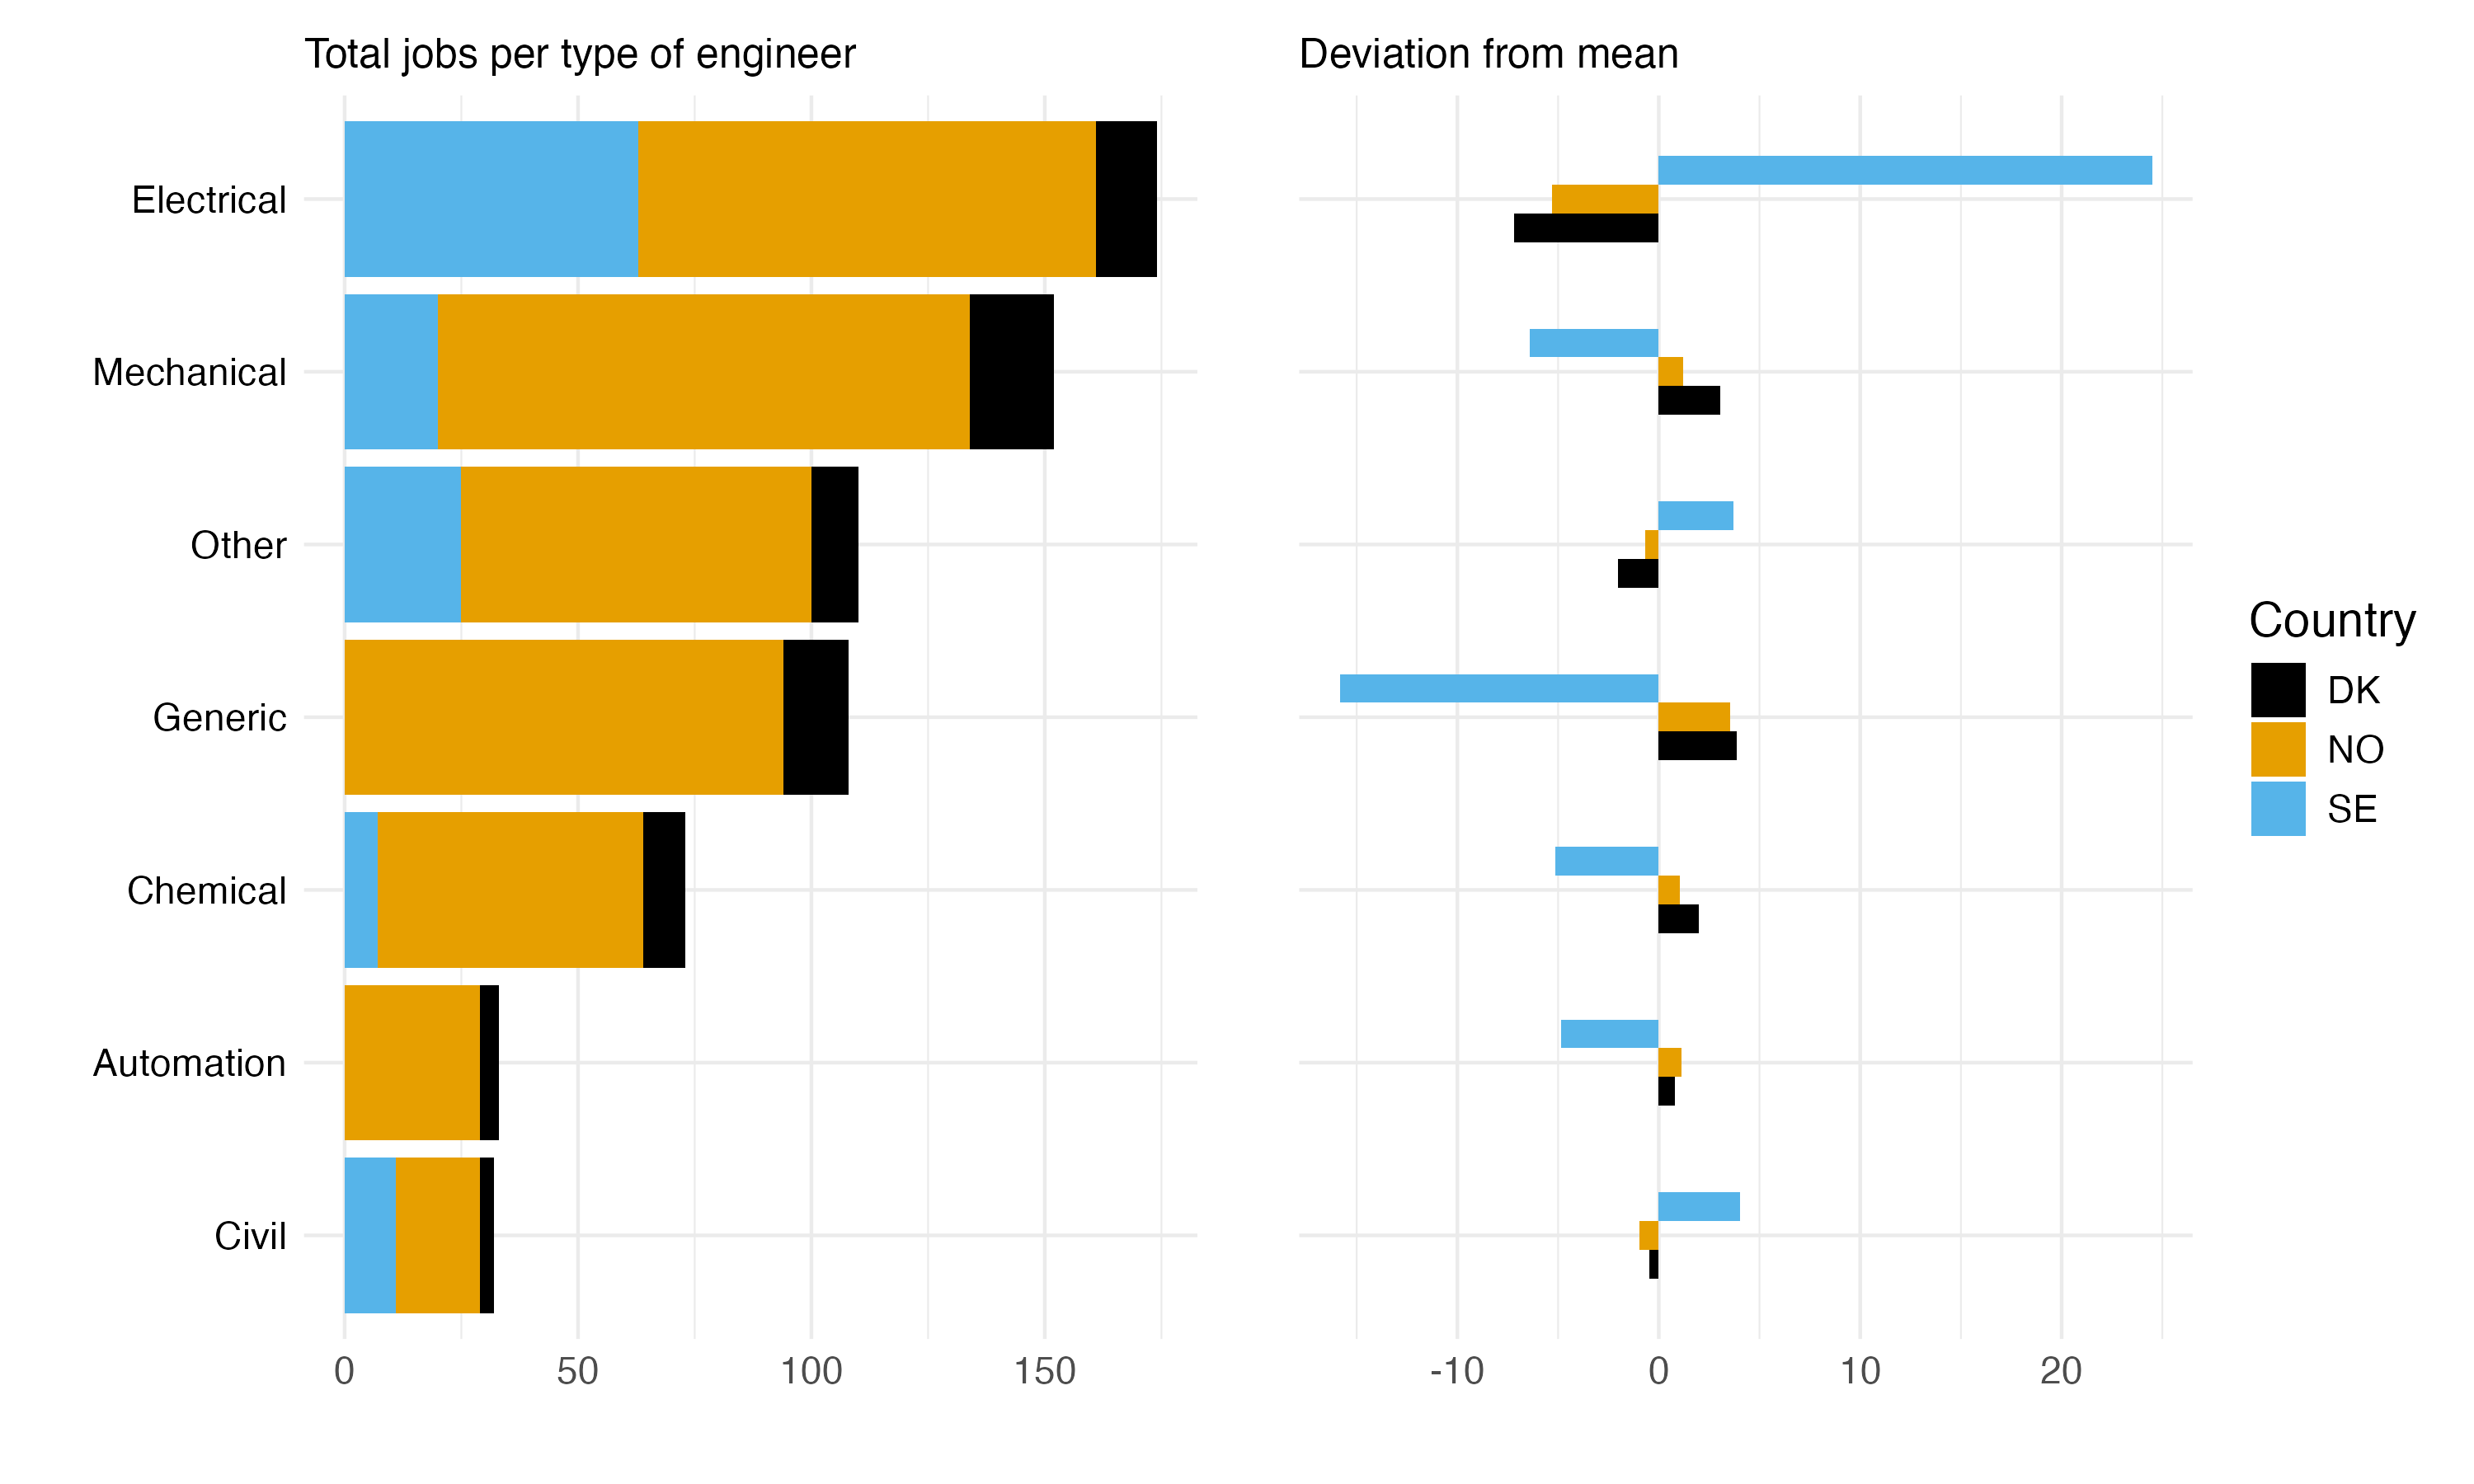 Total jobs per type of engineer
Deviation from mean
Electrical
Mechanical
Other
Generic
Chemical
Automation
Civil
0 50 100 150
-10 0 10 20
Country
DK
NO
SE